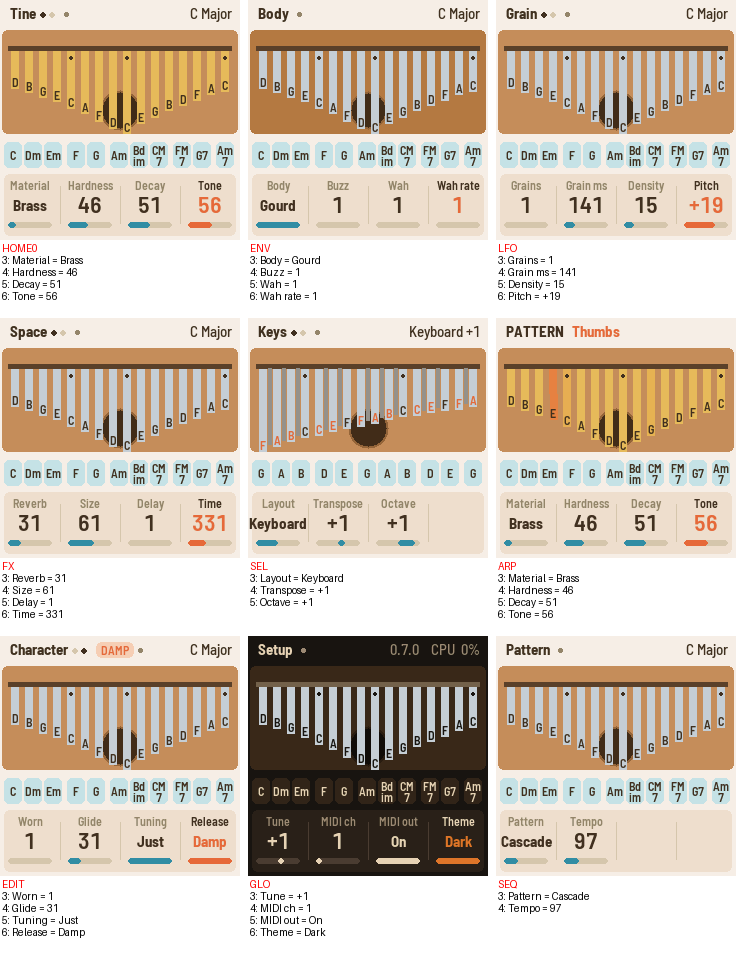 Tine C Major
D B G E C A F D C E G B D F A C
C Dm Em F G Am Bd im CM 7 FM 7 G7 Am 7
Material Hardness Decay Tone
Brass 46 51 56
HOME0
3: Material = Brass
4: Hardness = 46
5: Decay = 51
6: Tone = 56
Body C Major
D B G E C A F D C E G B D F A C
C Dm Em F G Am Bd im CM 7 FM 7 G7 Am 7
Body Buzz Wah Wah rate
Gourd 1 1 1
ENV
3: Body = Gourd
4: Buzz = 1
5: Wah = 1
6: Wah rate = 1
Grain C Major
D B G E C A F D C E G B D F A C
C Dm Em F G Am Bd im CM 7 FM 7 G7 Am 7
Grains Grain ms Density Pitch
1 141 15 +19
LFO
3: Grains = 1
4: Grain ms = 141
5: Density = 15
6: Pitch = +19
Space C Major
D B G E C A F D C E G B D F A C
C Dm Em F G Am Bd im CM 7 FM 7 G7 Am 7
Reverb Size Delay Time
31 61 1 331
FX
3: Reverb = 31
4: Size = 61
5: Delay = 1
6: Time = 331
Keys Keyboard +1
F A B C C E F F A B C C E F F A
G A B D E G A B D E G
Layout Transpose Octave
Keyboard +1 +1
SEL
3: Layout = Keyboard
4: Transpose = +1
5: Octave = +1
PATTERN Thumbs C Major
D B G E C A F D C E G B D F A C
C Dm Em F G Am Bd im CM 7 FM 7 G7 Am 7
Material Hardness Decay Tone
Brass 46 51 56
ARP
3: Material = Brass
4: Hardness = 46
5: Decay = 51
6: Tone = 56
Character DAMP C Major
D B G E C A F D C E G B D F A C
C Dm Em F G Am Bd im CM 7 FM 7 G7 Am 7
Worn Glide Tuning Release
1 31 Just Damp
EDIT
3: Worn = 1
4: Glide = 31
5: Tuning = Just
6: Release = Damp
Setup 0.7.0 CPU 0%
D B G E C A F D C E G B D F A C
C Dm Em F G Am Bd im CM 7 FM 7 G7 Am 7
Tune MIDI ch MIDI out Theme
+1 1 On Dark
GLO
3: Tune = +1
4: MIDI ch = 1
5: MIDI out = On
6: Theme = Dark
Pattern C Major
D B G E C A F D C E G B D F A C
C Dm Em F G Am Bd im CM 7 FM 7 G7 Am 7
Pattern Tempo
Cascade 97
SEQ
3: Pattern = Cascade
4: Tempo = 97